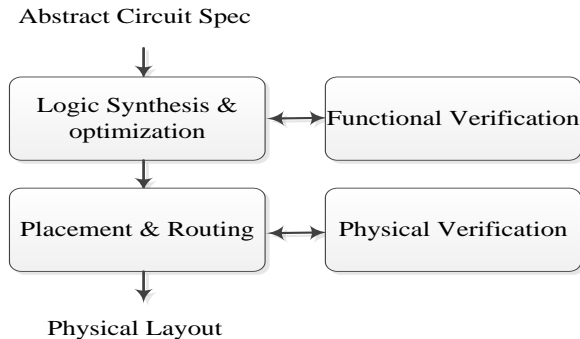 Abstract Circuit Spec
Logic Synthesis &
optimization
Functional Verification
Placement & Routing
Physical Verification
Physical Layout